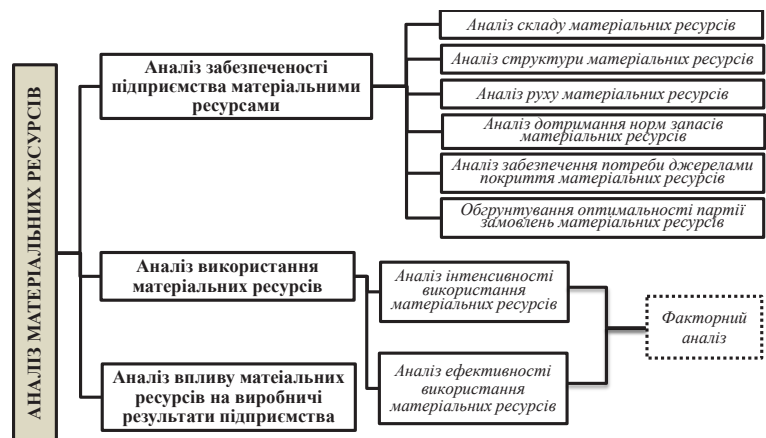 АНАЛІЗ МАТЕРІАЛЬНИХ РЕСУРСІВ
Аналіз забезпеченості
підприємства матеріальними
ресурсами
Аналіз складу матеріальних ресурсів
Аналіз структури матеріальних ресурсів
Аналіз руху матеріальних ресурсів
Аналіз дотримання норм запасів
матеріальних ресурсів
Аналіз забезпечення потреби джерелами
покриття матеріальних ресурсів
Обгрунтування оптимальності партії
замовлень матеріальних ресурсів
Аналіз використання
матеріальних ресурсів
Аналіз інтенсивності
використання
матеріальних ресурсів
Аналіз ефективності
використання
матеріальних ресурсів
Факторний
аналіз
Аналіз впливу матеіальних
ресурсів на виробничі
результати підприємства